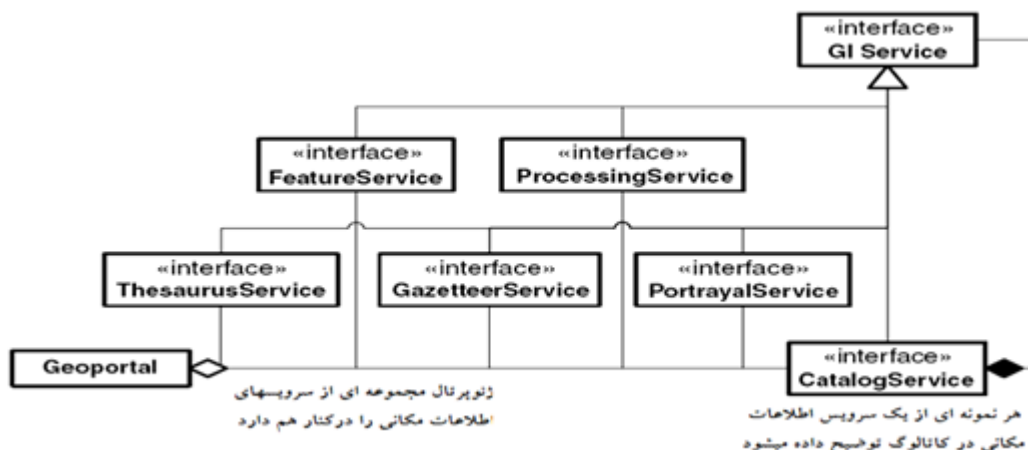 «interface»
GI Service
«interface»
FeatureService
«interface»
ProcessingService
«interface»
ThesaurusService
«interface»
GazetteerService
«interface»
PortrayalService
Geoportal
«interface»
CatalogService
ژئوپرتال مجموعه ای از سرویسهای
اطلاعات مکانی را درکنار هم دارد
هر نمونه ای از یک سرویس اطلاعات
مکانی در کاتالوگ توضیح داده میشود